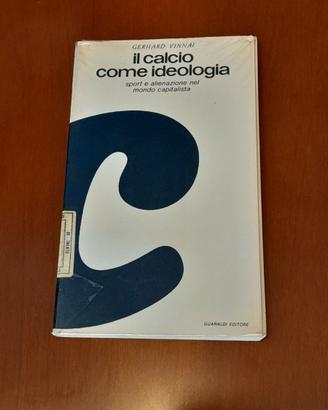 GERHARD VINNAI
il calcio
come ideologia
sport e alienazione nel
mondo capitalista
GUARALDI EDITORE